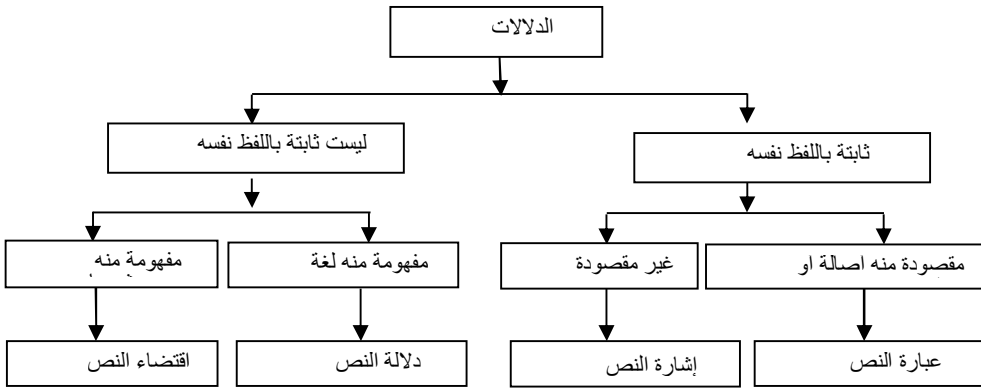 الدلالات
ثابتة باللفظ نفسه
ليست ثابتة باللفظ نفسه
مقصودة منه اصالة او
غير مقصودة
مفهومة منه لغة
مفهومة منه
عبارة النص
إشارة النص
دلالة النص
اقتضاء النص